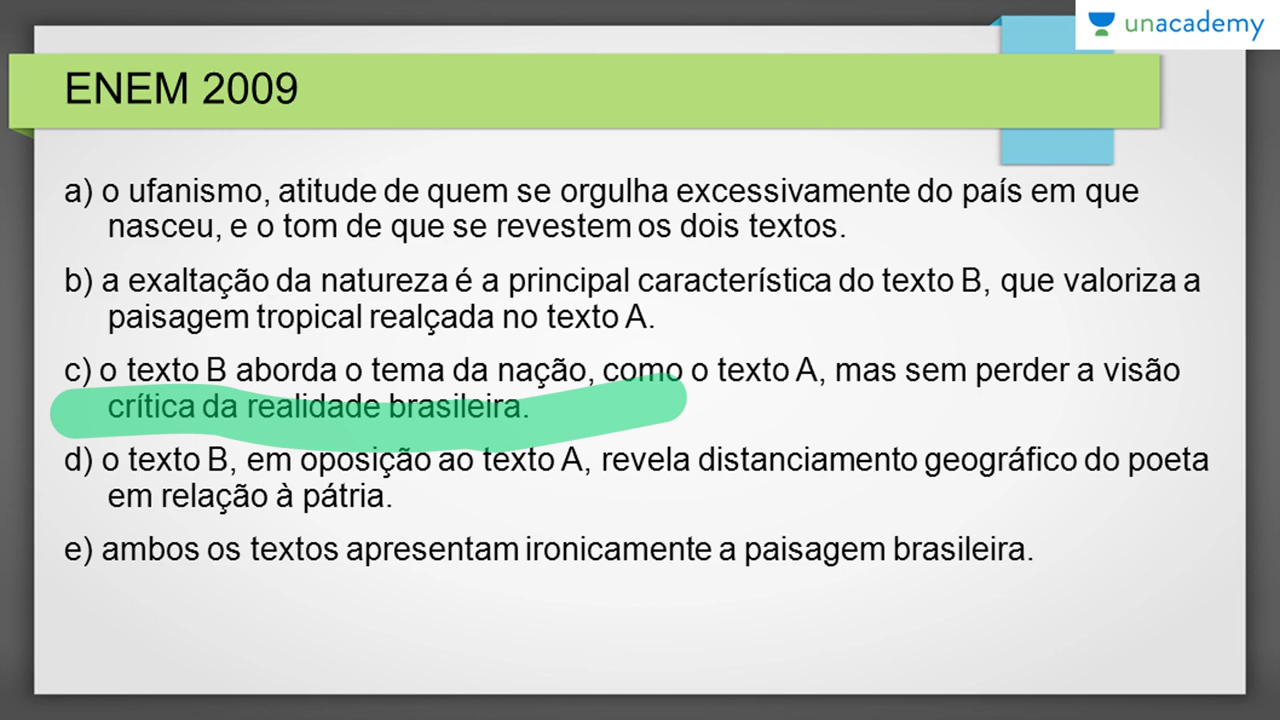 unacademy
ENEM 2009
a) o ufanismo, atitude de quem se orgulha excessivamente do país em que
nasceu, e o tom de que se revestem os dois textos.
b) a exaltação da natureza é a principal característica do texto B, que valoriza a
paisagem tropical realçada no texto A.
c) o texto B aborda o tema da nação, como o texto A, mas sem perder a visão
crítica da realidade brasileira.
d) o texto B, em oposição ao texto A, revela distanciamento geográfico do poeta
em relação à pátria.
e) ambos os textos apresentam ironicamente a paisagem brasileira.